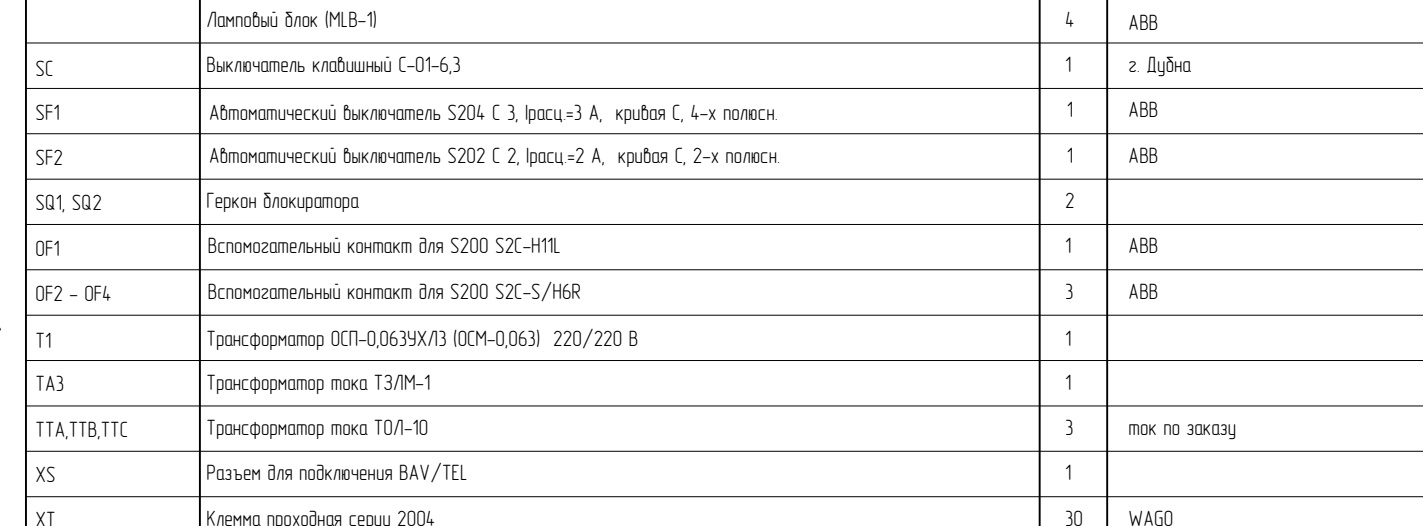 Ламповый блок (MLB-1) 4 ABB
SC Выключатель клавишный С-01-6,3 1 г. Дубна
SF1 Автоматический выключатель S204 C 3, Iрасц.=3 А, кривая С, 4-х полюсн. 1 ABB
SF2 Автоматический выключатель S202 C 2, Iрасц.=2 А, кривая С, 2-х полюсн. 1 ABB
SQ1, SQ2 Геркон блокиратора 2
OF1 Вспомогательный контакт для S200 S2C-H11L 1 ABB
OF2 - OF4 Вспомогательный контакт для S200 S2C-S/H6R 3 ABB
T1 Трансформатор ОСП-0,063УХЛ3 (ОСМ-0,063) 220/220 В 1
TA3 Трансформатор тока ТЗЛМ-1 1
TTA,TTB,TTC Трансформатор тока ТОЛ-10 3 ток по заказу
XS Разъем для подключения BAV/TEL 1
XT Клемма проходная серии 2004 30 WAGO